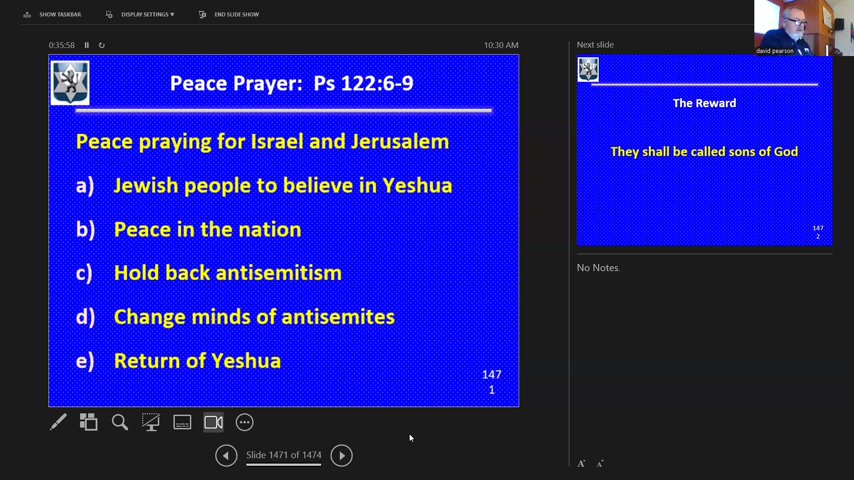 SHOW TASKBAR
DISPLAY SETTINGS ▾
END SLIDE SHOW
0:35:58
10:30 AM
Peace Prayer: Ps 122:6-9
Peace praying for Israel and Jerusalem
a) Jewish people to believe in Yeshua
b) Peace in the nation
c) Hold back antisemitism
d) Change minds of antisemites
e) Return of Yeshua
147
1
Slide 1471 of 1474
Next slide
The Reward
They shall be called sons of God
147
2
No Notes.
david pearson
A A